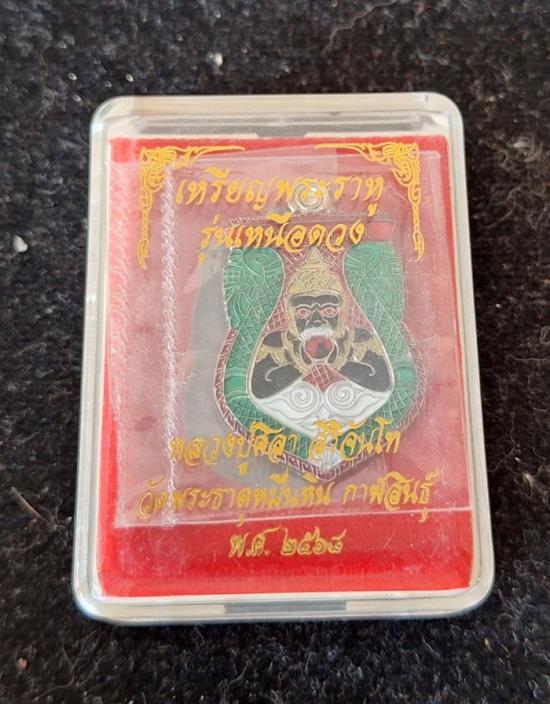 เหรียญพระราหู
รุ่นเหนือดวง
หลวงปู่ศิลา สิริจันโท
วัดพระธาตุหมื่นหิน กาฬสินธุ์
พ.ศ. ๒๕๖๘